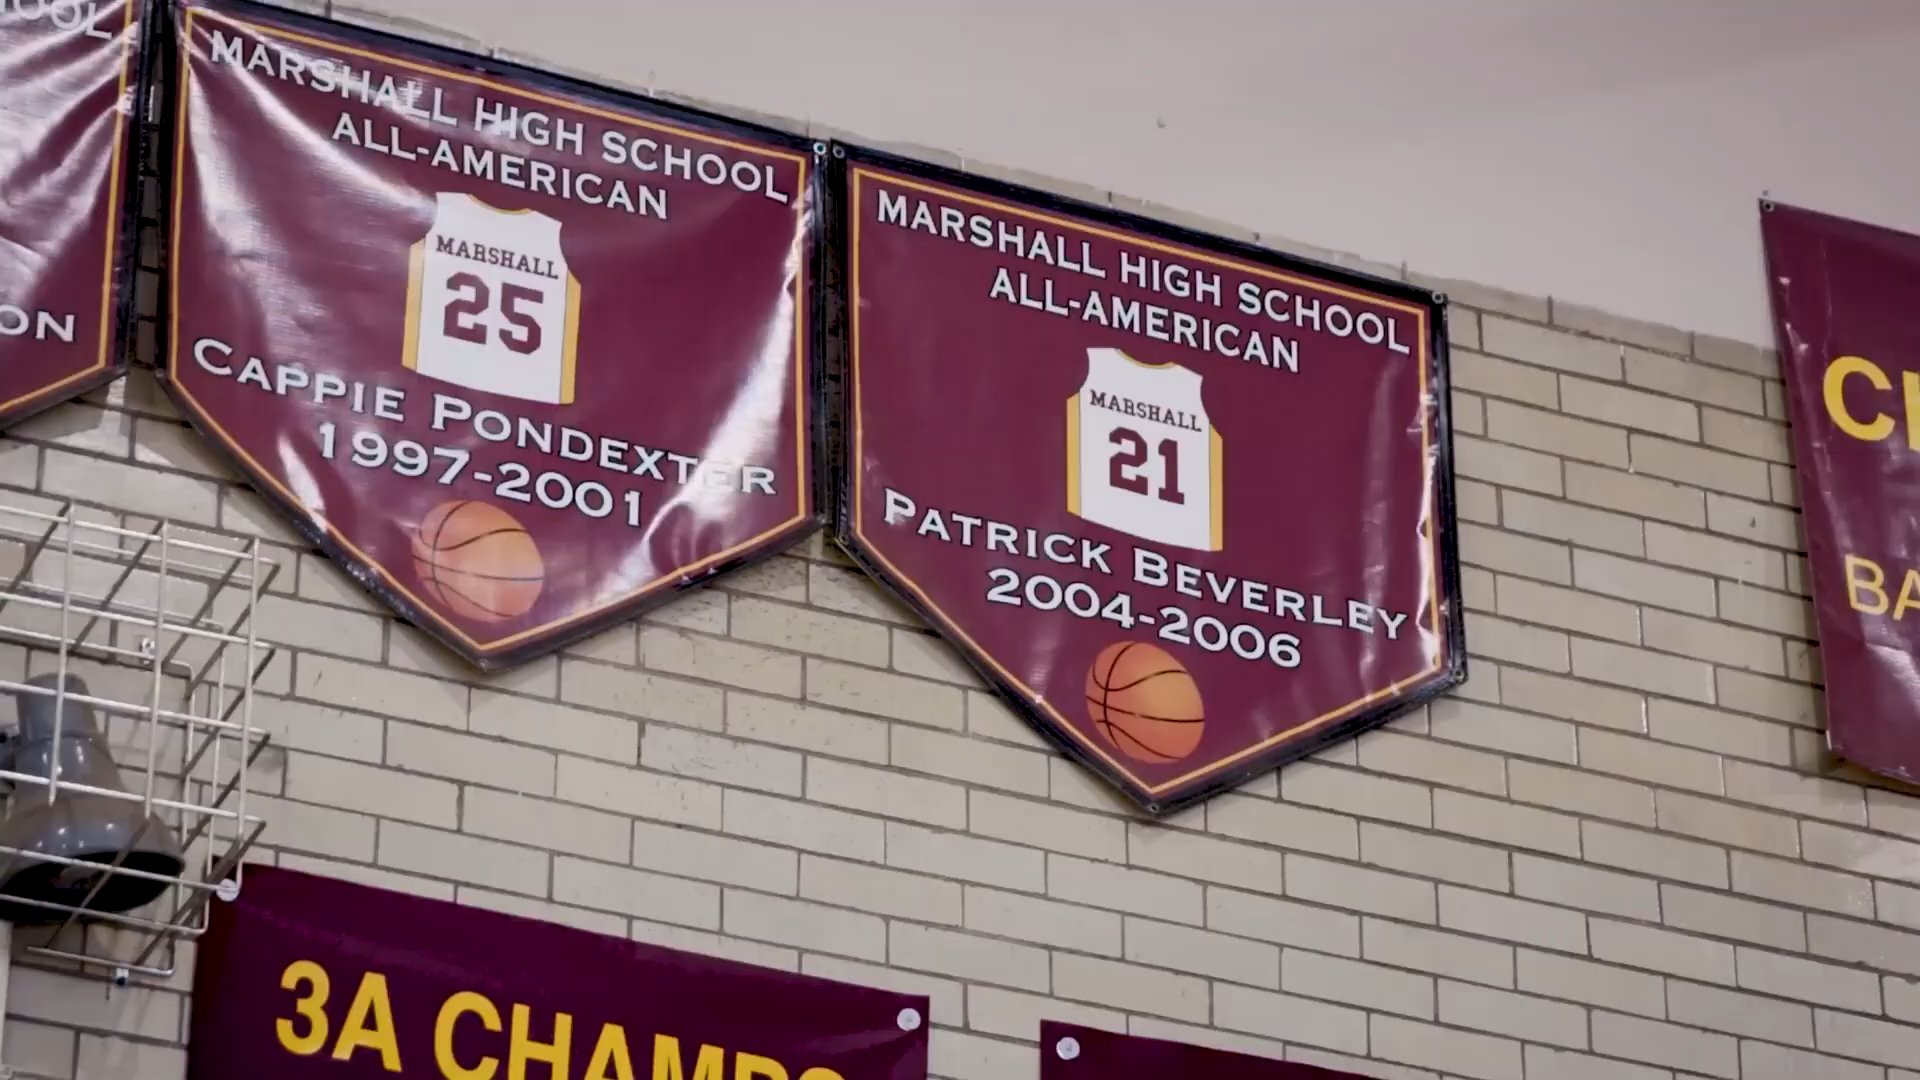 MARSHALL HIGH SCHOOL
ALL-AMERICAN
MARSHALL
25
CAPPIE PONDEXTER
1997-2001
MARSHALL HIGH SCHOOL
ALL-AMERICAN
MARSHALL
21
PATRICK BEVERLEY
2004-2006
3A CHAMPS